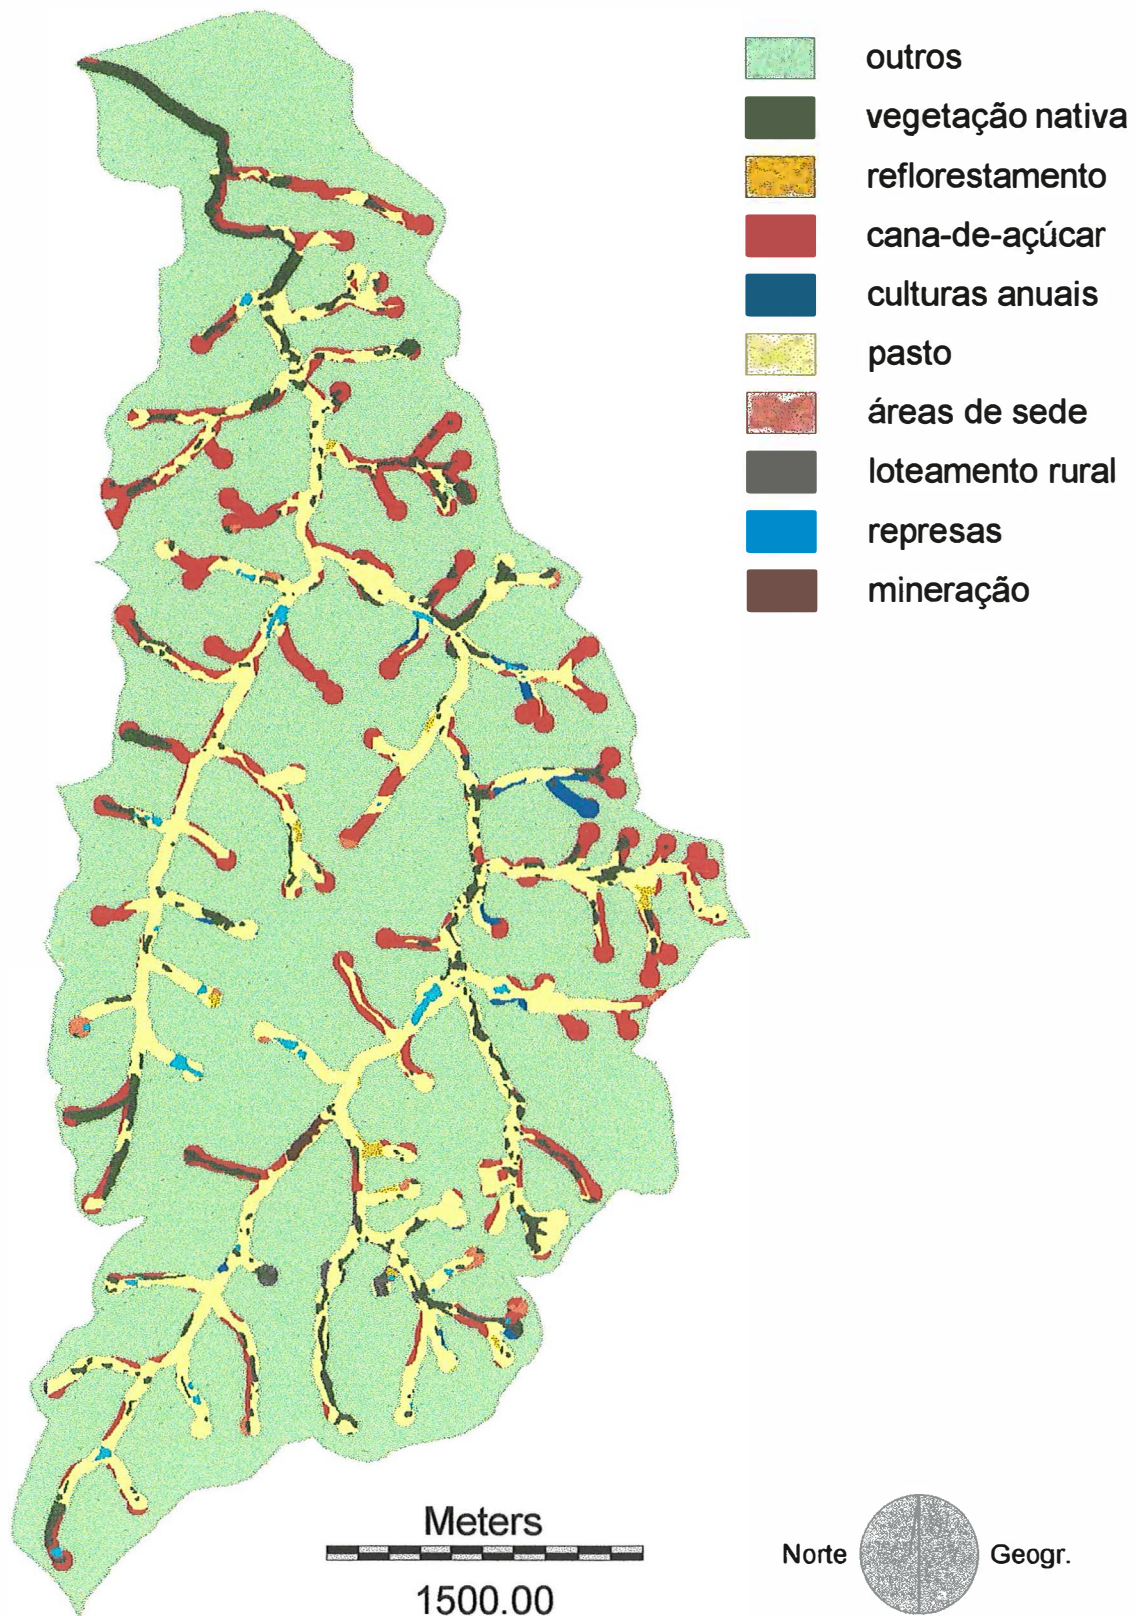 outros
vegetação nativa
reflorestamento
cana-de-açúcar
culturas anuais
pasto
áreas de sede
loteamento rural
represas
mineração
Meters
1500.00
Norte Geogr.